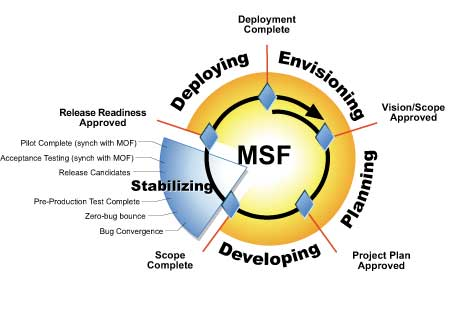 Deployment
Complete
Deploying
Envisioning
Release Readiness
Approved
Vision/Scope
Approved
Pilot Complete (synch with MOF)
Acceptance Testing (synch with MOF)
Release Candidates
MSF
Stabilizing
Planning
Pre-Production Test Complete
Zero-bug bounce
Bug Convergence
Developing
Scope
Complete
Project Plan
Approved